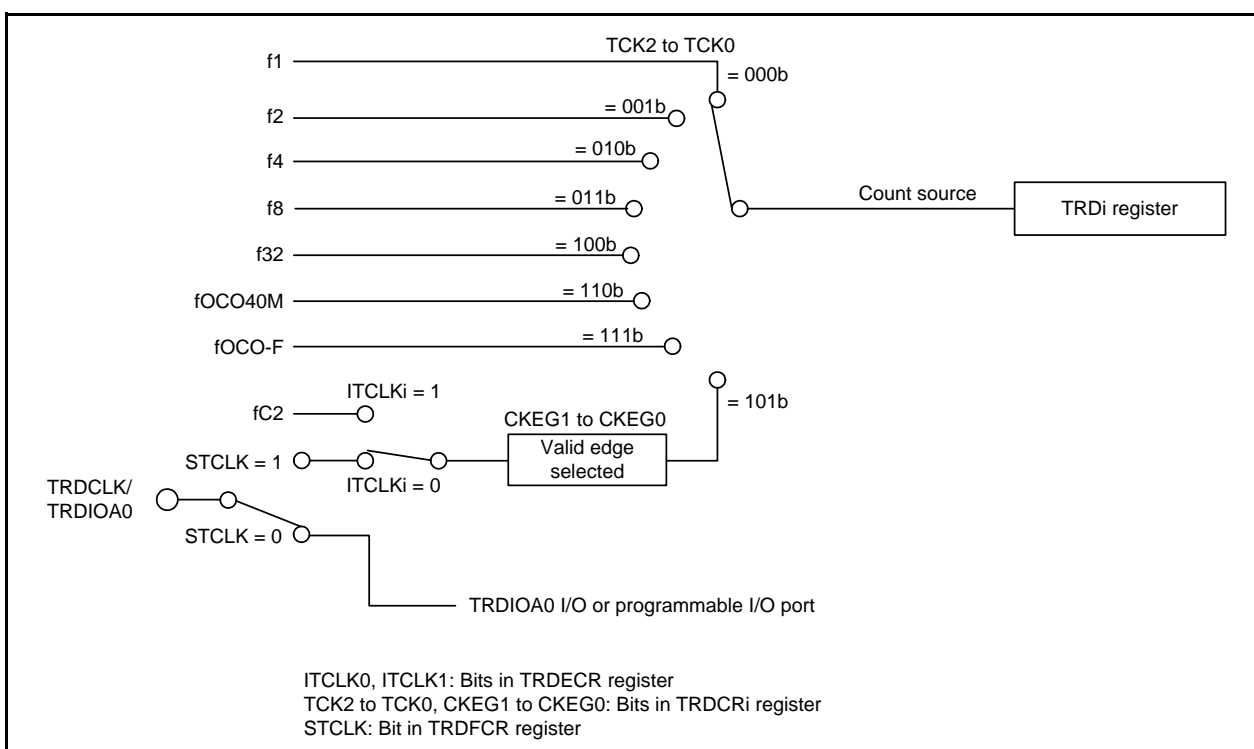 TCK2 to TCK0
f1
= 000b
= 001b
f2
= 010b
f4
= 011b
f8
Count source
TRDi register
= 100b
f32
= 110b
fOCO40M
= 111b
fOCO-F
ITCLKi = 1
fC2
= 101b
CKEG1 to CKEG0
Valid edge
selected
STCLK = 1
ITCLKi = 0
TRDCLK/
TRDIOA0
STCLK = 0
TRDIOA0 I/O or programmable I/O port
ITCLK0, ITCLK1: Bits in TRDECR register
TCK2 to TCK0, CKEG1 to CKEG0: Bits in TRDCRi register
STCLK: Bit in TRDFCR register